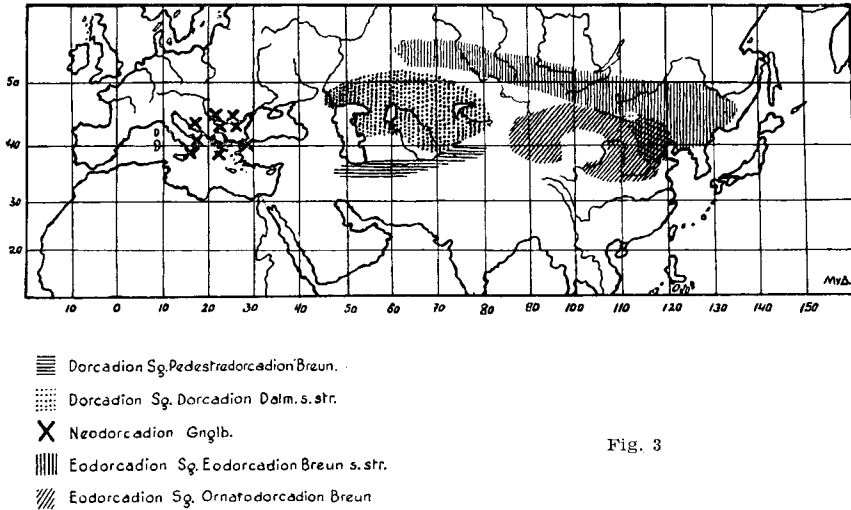 50
40
30
20
10 0 10 20 30 40 50 60 70 80 90 100 110 120 130 140 150
Dorcadion Sg. Pedestredorcadion Breun.
Dorcadion Sg. Dorcadion Dalm. s. str.
Neodorcadion Gnglb.
Eodorcadion Sg. Eodorcadion Breun s. str.
Eodorcadion Sg. Ornatodorcadion Breun
Fig. 3